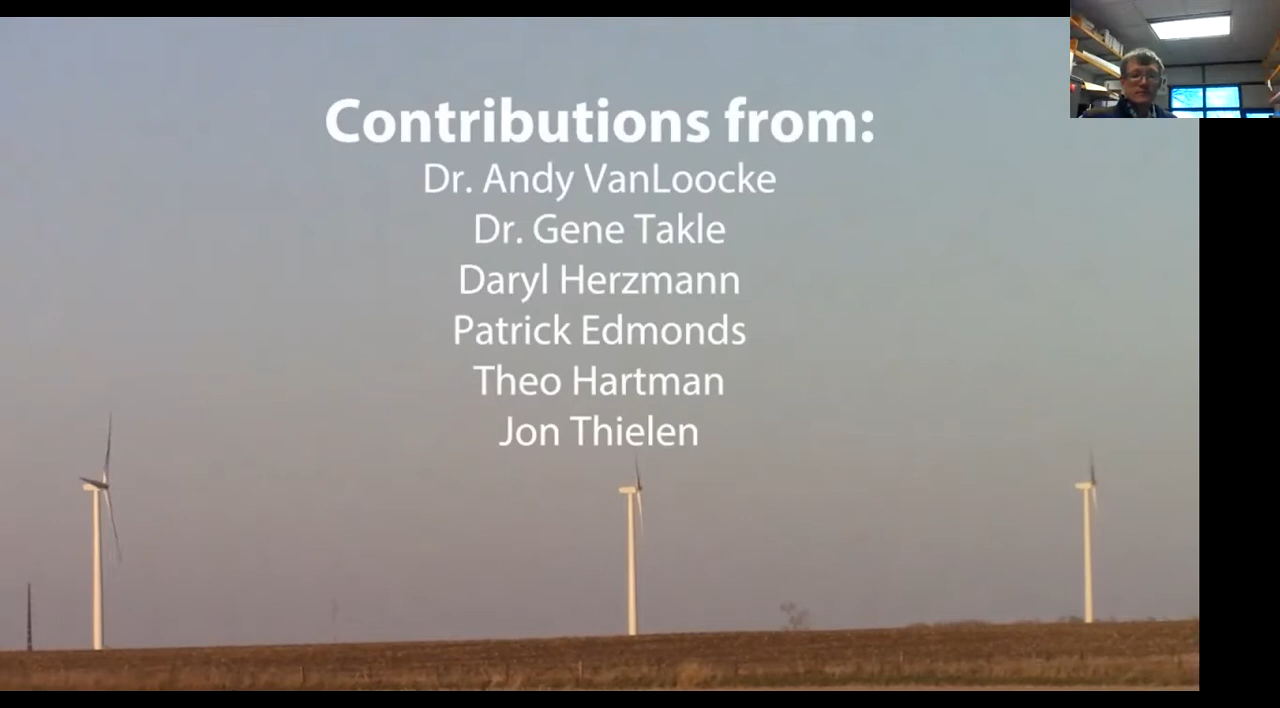 Contributions from:
Dr. Andy VanLoocke
Dr. Gene Takle
Daryl Herzmann
Patrick Edmonds
Theo Hartman
Jon Thielen